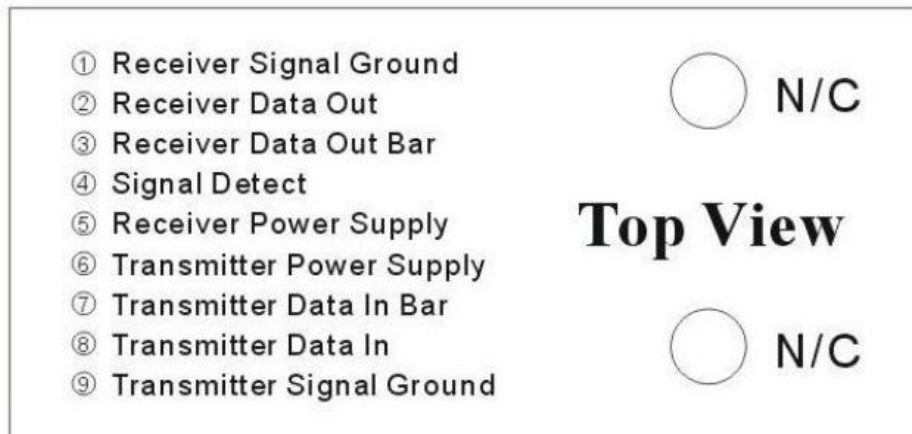 ① Receiver Signal Ground
② Receiver Data Out
③ Receiver Data Out Bar
④ Signal Detect
⑤ Receiver Power Supply
⑥ Transmitter Power Supply
⑦ Transmitter Data In Bar
⑧ Transmitter Data In
⑨ Transmitter Signal Ground
N/C
Top View
N/C